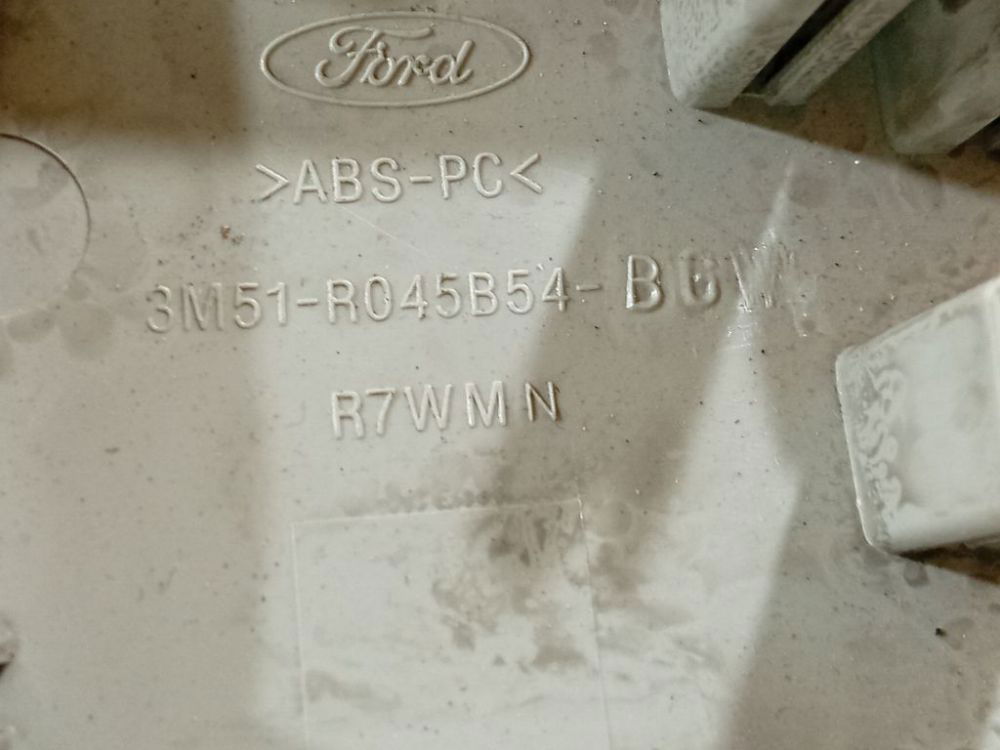 Ford
>ABS-PC<
3M51-R045B54-
R7WMN